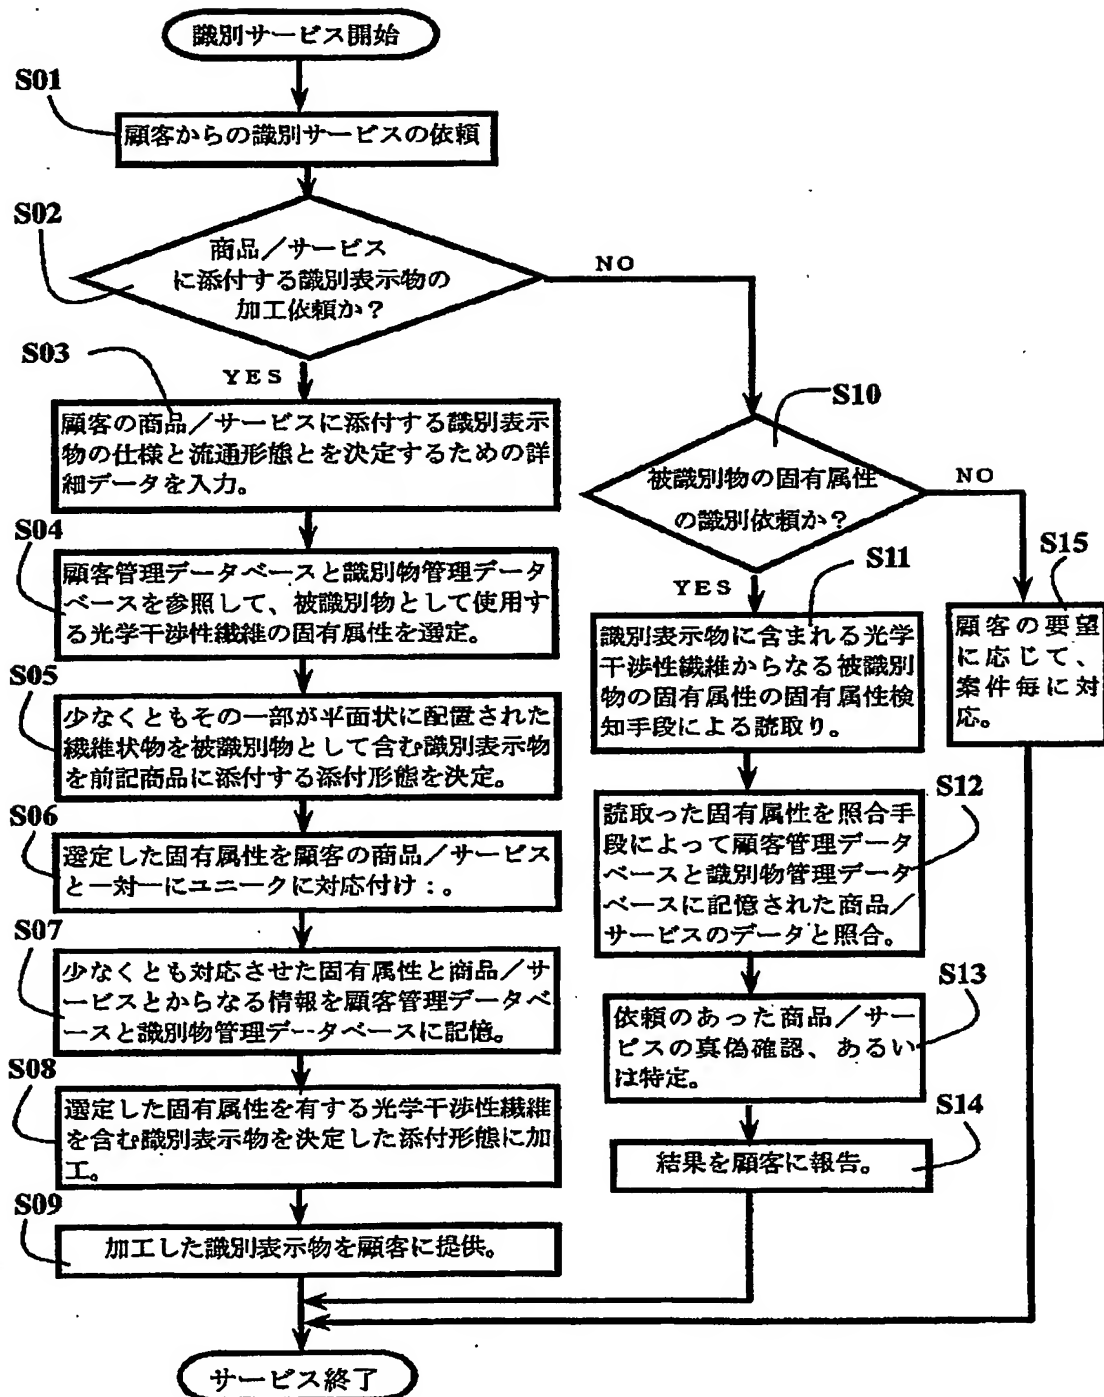 識別サービス開始
S01
顧客からの識別サービスの依頼
S02
商品／サービス
に添付する識別表示物の
加工依頼か？
NO
YES
S03
顧客の商品／サービスに添付する識別表示
物の仕様と流通形態とを決定するための詳
細データを入力。
S04
顧客管理データベースと識別物管理データ
ベースを参照して、被識別物として使用す
る光学干渉性繊維の固有属性を選定。
S05
少なくともその一部が平面状に配置された
繊維状物を被識別物として含む識別表示物
を前記商品に添付する添付形態を決定。
S06
選定した固有属性を顧客の商品／サービス
と一対一にユニークに対応付け：。
S07
少なくとも対応させた固有属性と商品／サ
ービスとからなる情報を顧客管理データベ
ースと識別物管理データベースに記憶。
S08
選定した固有属性を有する光学干渉性繊維
を含む識別表示物を決定した添付形態に加
工。
S09
加工した識別表示物を顧客に提供。
S10
被識別物の固有属性
の識別依頼か？
NO
YES
S11
識別表示物に含まれる光学
干渉性繊維からなる被識別
物の固有属性の固有属性検
知手段による読取り。
S12
読取った固有属性を照合手
段によって顧客管理データ
ベースと識別物管理データ
ベースに記憶された商品／
サービスのデータと照合。
S13
依頼のあった商品／サー
ビスの真偽確認、あるい
は特定。
S14
結果を顧客に報告。
S15
顧客の要望
に応じて、
案件毎に対
応。
サービス終了